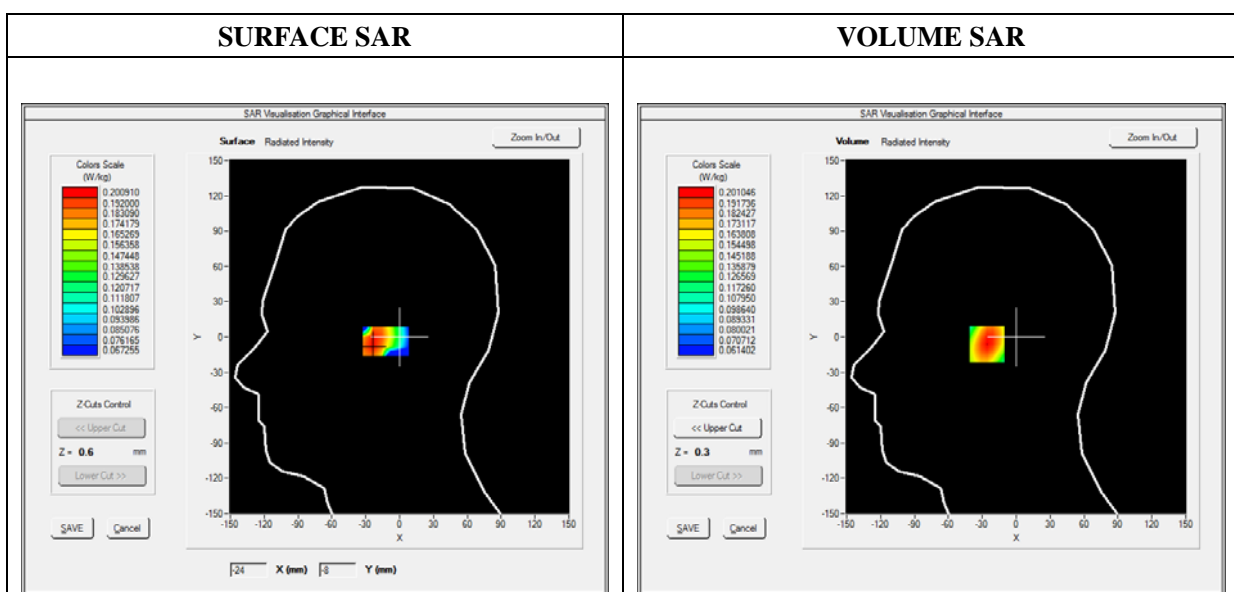 SURFACE SAR
VOLUME SAR
SAR Visualisation Graphical Interface
Surface Radiated Intensity
Zoom In/Out
Colors Scale
(W/kg)
0.200910
0.192000
0.183090
0.174179
0.165269
0.156358
0.147448
0.138538
0.129627
0.120717
0.111807
0.102896
0.093986
0.085076
0.076165
0.067255
Z-Cuts Control
<< Upper Cut
Z = 0.6 mm
Lower Cut >>
SAVE Cancel
150
120
90
60
30
Y 0
-30
-60
-90
-120
-150
-150 -120 -90 -60 -30 0 30 60 90 120 150
X
-24 X (mm) -8 Y (mm)
SAR Visualisation Graphical Interface
Volume Radiated Intensity
Zoom In/Out
Colors Scale
(W/kg)
0.201046
0.191736
0.182427
0.173117
0.163808
0.154498
0.145188
0.135879
0.126569
0.117260
0.107950
0.098640
0.089331
0.080021
0.070712
0.061402
Z-Cuts Control
<< Upper Cut
Z = 0.3 mm
Lower Cut >>
SAVE Cancel
150
120
90
60
30
Y 0
-30
-60
-90
-120
-150
-150 -120 -90 -60 -30 0 30 60 90 120 150
X